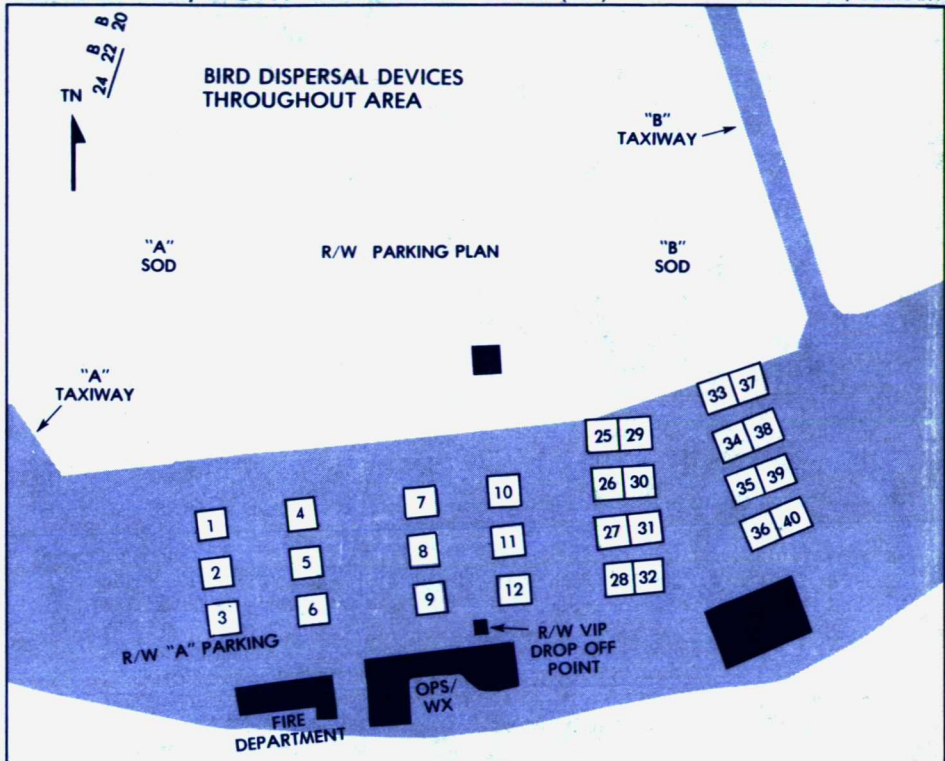 B 20
B 22
24
TN
BIRD DISPERSAL DEVICES
THROUGHOUT AREA
"B"
TAXIWAY
"A"
SOD
R/W PARKING PLAN
"B"
SOD
"A"
TAXIWAY
33 37
25 29
34 38
10
26 30
35 39
7
4
1
11
27 31
36 40
8
5
2
12
28 32
9
6
3
R/W "A" PARKING
R/W VIP
DROP OFF
POINT
OPS/
WX
FIRE
DEPARTMENT